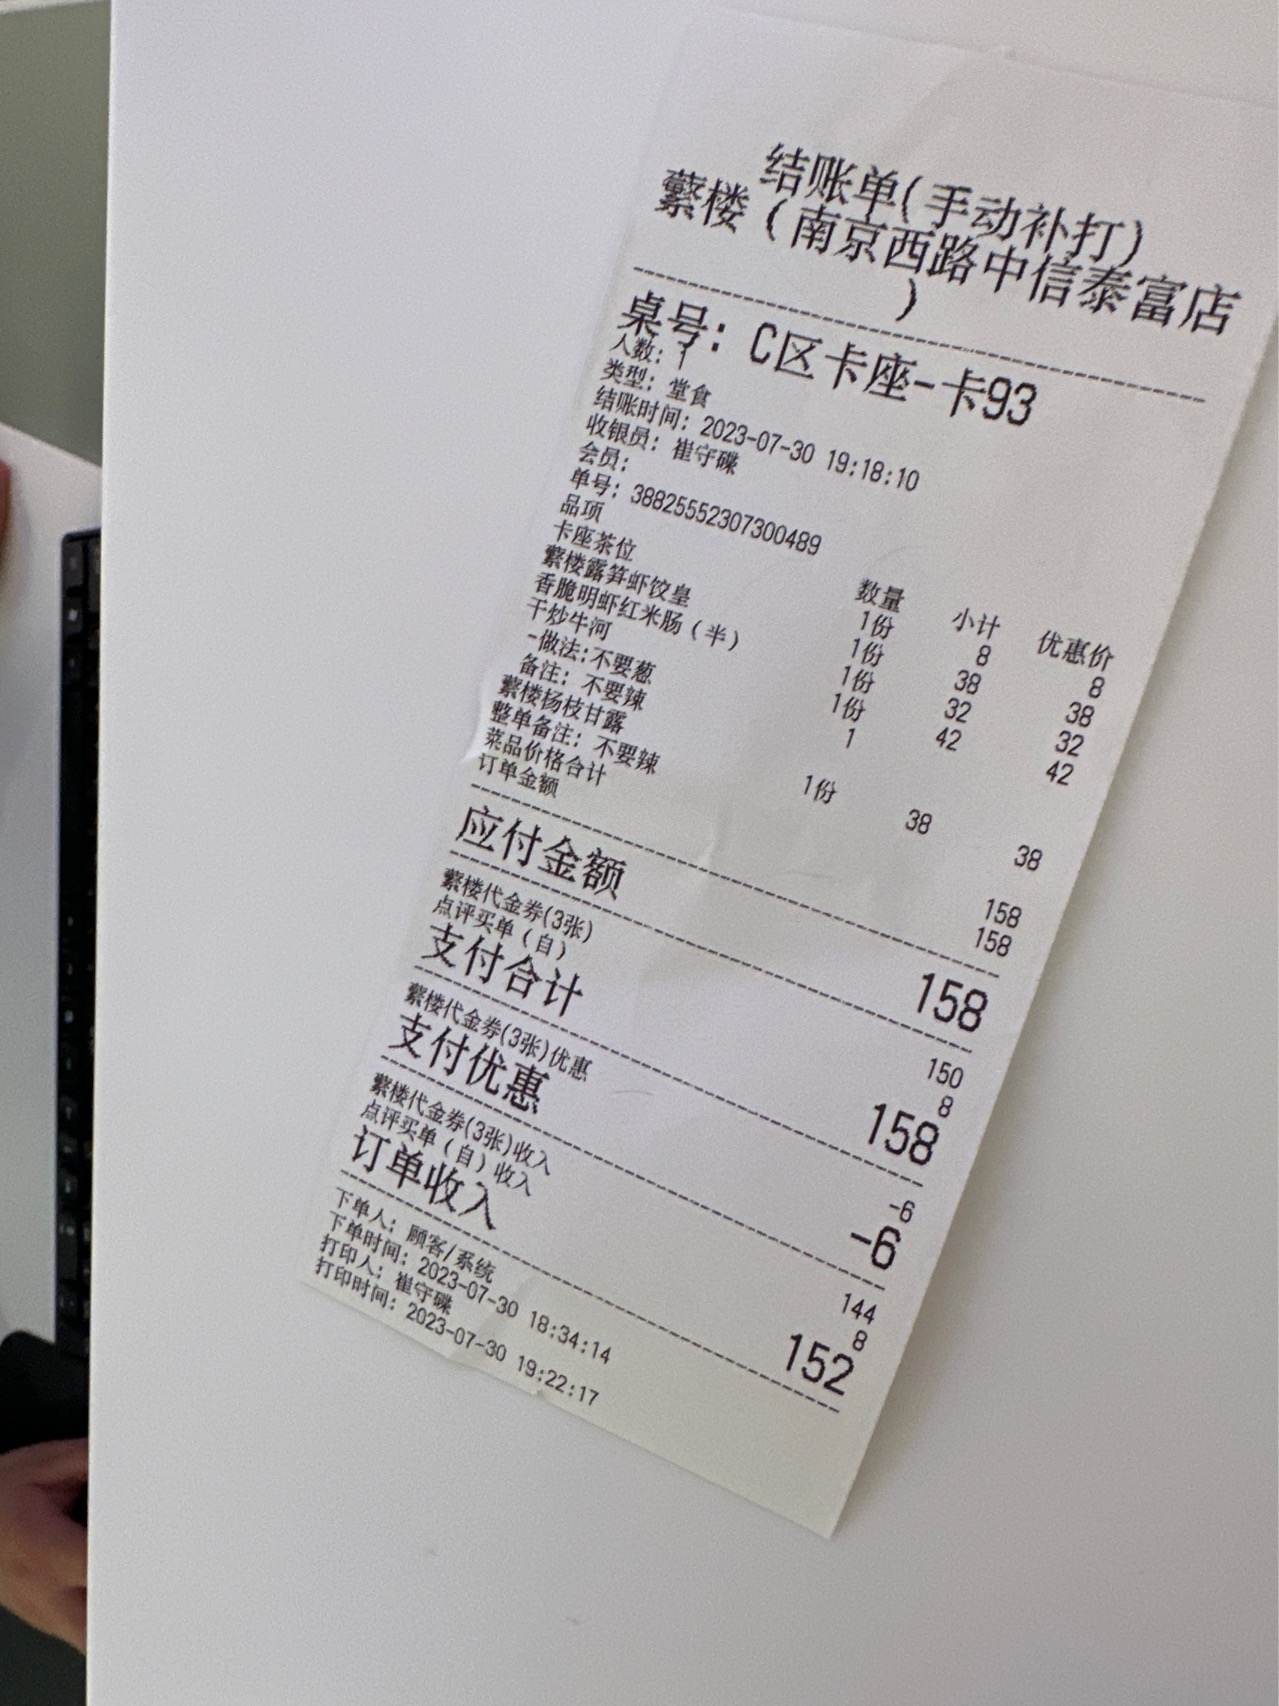 结账单(手动补打)
蘩楼（南京西路中信泰富店
）
桌号: C区卡座-卡93
人数: 1
类型: 堂食
结账时间: 2023-07-30 19:18:10
收银员: 崔守碟
会员:
单号: 38825552307300489
品项 数量 小计 优惠价
卡座茶位 1份 8 8
蘩楼露笋虾饺皇 1份 38 38
香脆明虾红米肠（半） 1份 32 32
干炒牛河 1份 42 42
-做法:不要葱 1
备注: 不要辣
蘩楼杨枝甘露 1份 38 38
整单备注: 不要辣
菜品价格合计 158
订单金额 158
应付金额 158
蘩楼代金券(3张) 150
点评买单（自） 8
支付合计 158
蘩楼代金券(3张)优惠 -6
支付优惠 -6
蘩楼代金券(3张)收入 144
点评买单（自）收入 8
订单收入 152
下单人: 顾客/系统
下单时间: 2023-07-30 18:34:14
打印人: 崔守碟
打印时间: 2023-07-30 19:22:17